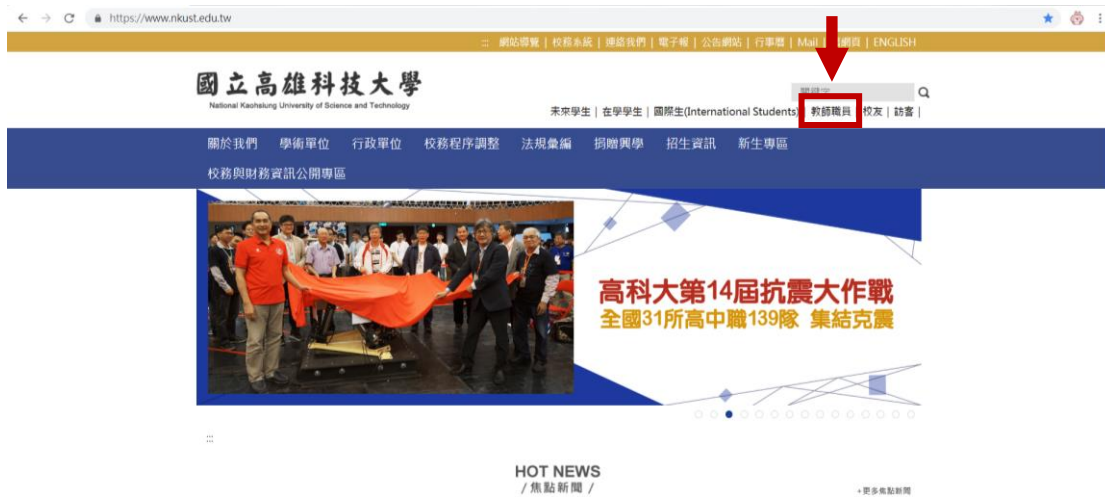 https://www.nkust.edu.tw
::: 網站導覽 | 校務系統 | 連絡我們 | 電子報 | 公告網站 | 行事曆 | Mail | 網頁 | ENGLISH
國立高雄科技大學
National Kaohsiung University of Science and Technology
關鍵字
未來學生 | 在學學生 | 國際生(International Students) | 教師職員 | 校友 | 訪客 |
關於我們 學術單位 行政單位 校務程序調整 法規彙編 捐贈興學 招生資訊 新生專區
校務與財務資訊公開專區
高科大第14屆抗震大作戰
全國31所高中職139隊 集結克震
:::
HOT NEWS
/ 焦點新聞 /
+更多焦點新聞